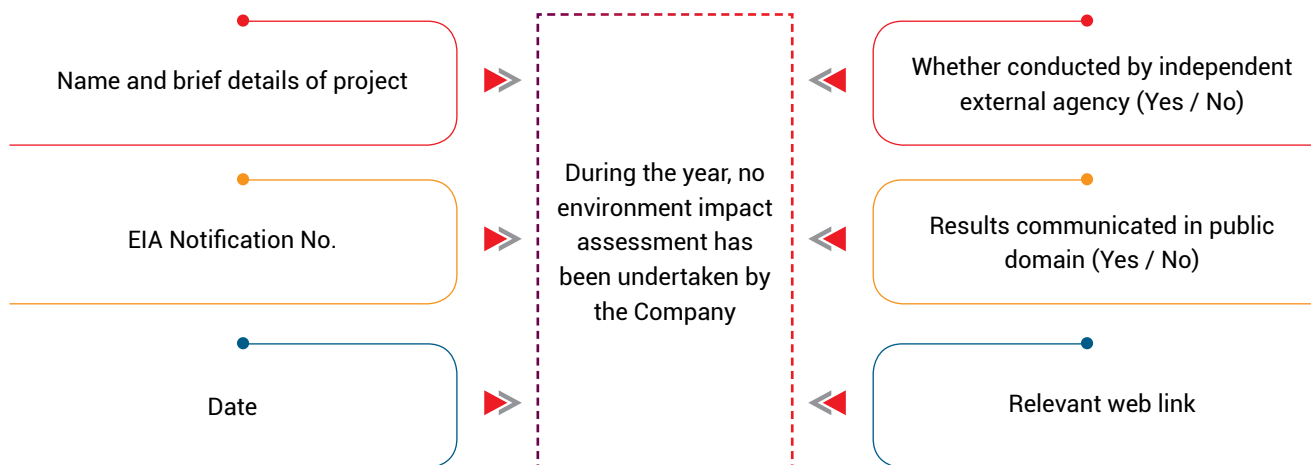 Name and brief details of project
EIA Notification No.
Date
During the year, no
environment impact
assessment has
been undertaken by
the Company
Whether conducted by independent
external agency (Yes / No)
Results communicated in public
domain (Yes / No)
Relevant web link